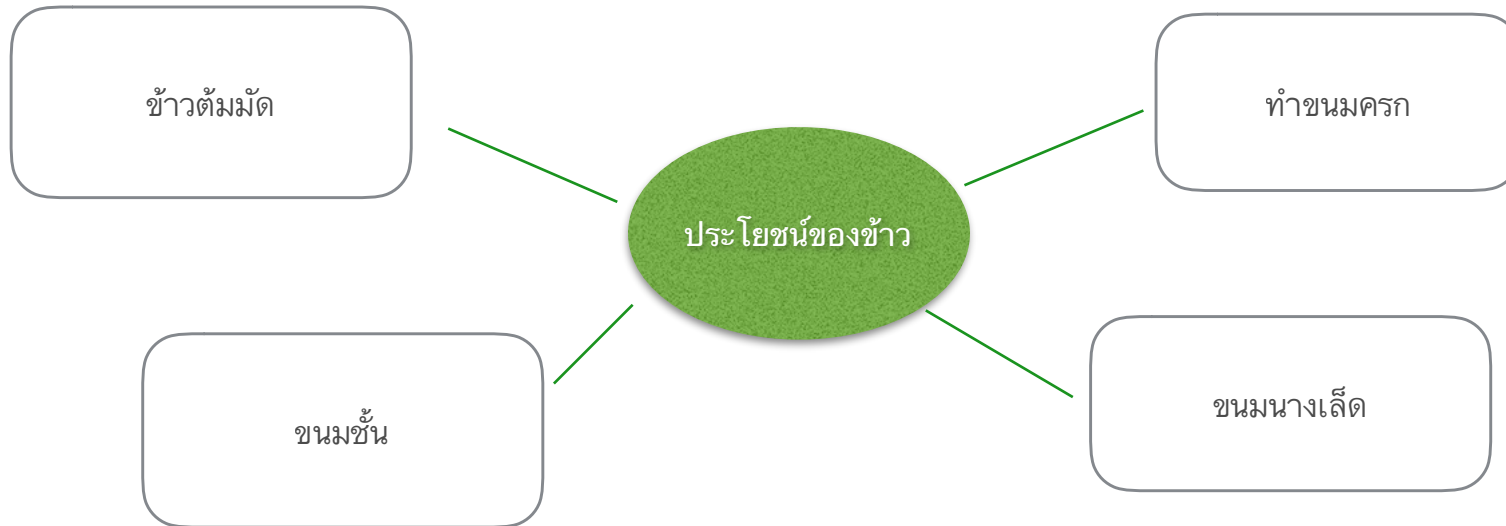 ข้าวต้มมัด
ทำขนมครก
ประโยชน์ของข้าว
ขนมชั้น
ขนมนางเล็ด